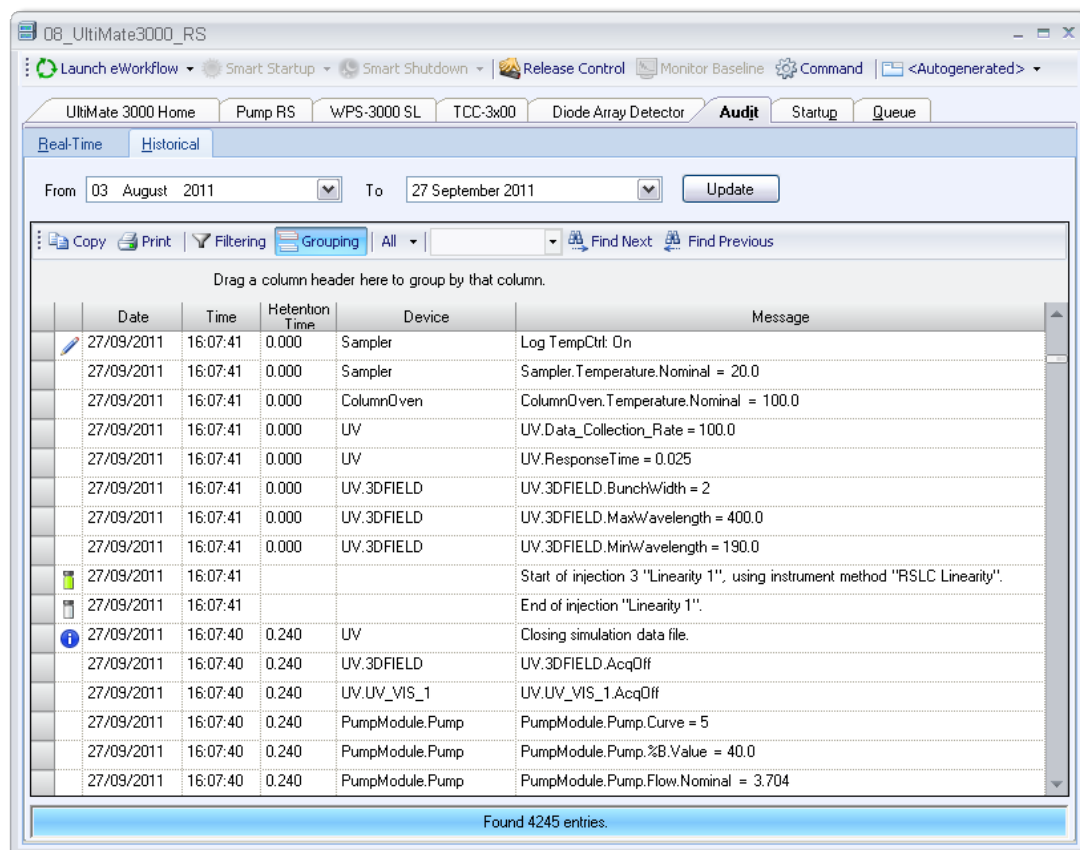 08_UltiMate3000_RS
Launch eWorkflow Smart Startup Smart Shutdown Release Control Monitor Baseline Command <Autogenerated>
UltiMate 3000 Home Pump RS WPS-3000 SL TCC-3x00 Diode Array Detector Audit Startup Queue
Real-Time Historical
From 03 August 2011 To 27 September 2011 Update
Copy Print Filtering Grouping All Find Next Find Previous
Drag a column header here to group by that column.
Date Time Retention Time Device Message
27/09/2011 16:07:41 0.000 Sampler Log TempCtrl: On
27/09/2011 16:07:41 0.000 Sampler Sampler.Temperature.Nominal = 20.0
27/09/2011 16:07:41 0.000 ColumnOven ColumnOven.Temperature.Nominal = 100.0
27/09/2011 16:07:41 0.000 UV UV.Data_Collection_Rate = 100.0
27/09/2011 16:07:41 0.000 UV UV.ResponseTime = 0.025
27/09/2011 16:07:41 0.000 UV.3DFIELD UV.3DFIELD.BunchWidth = 2
27/09/2011 16:07:41 0.000 UV.3DFIELD UV.3DFIELD.MaxWavelength = 400.0
27/09/2011 16:07:41 0.000 UV.3DFIELD UV.3DFIELD.MinWavelength = 190.0
27/09/2011 16:07:41 Start of injection 3 "Linearity 1", using instrument method "RSLC Linearity".
27/09/2011 16:07:41 End of injection "Linearity 1".
27/09/2011 16:07:40 0.240 UV Closing simulation data file.
27/09/2011 16:07:40 0.240 UV.3DFIELD UV.3DFIELD.AcqOff
27/09/2011 16:07:40 0.240 UV.UV_VIS_1 UV.UV_VIS_1.AcqOff
27/09/2011 16:07:40 0.240 PumpModule.Pump PumpModule.Pump.Curve = 5
27/09/2011 16:07:40 0.240 PumpModule.Pump PumpModule.Pump.%B.Value = 40.0
27/09/2011 16:07:40 0.240 PumpModule.Pump PumpModule.Pump.Flow.Nominal = 3.704
Found 4245 entries.